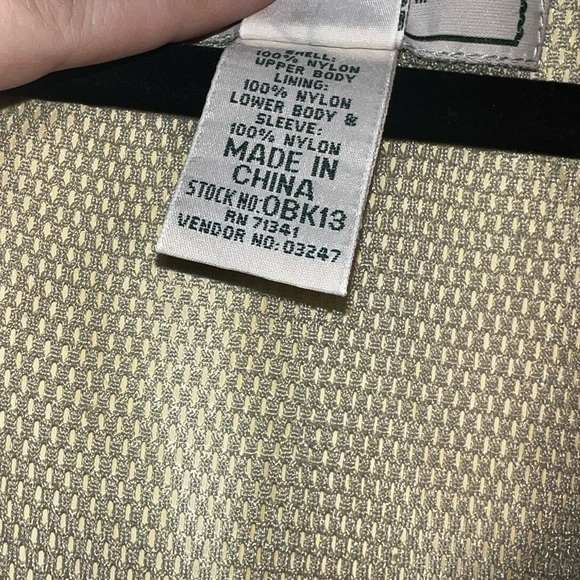 SHELL:
100% NYLON
UPPER BODY
LINING:
100% NYLON
LOWER BODY &
SLEEVE:
100% NYLON
MADE IN
CHINA
STOCK NO: OBK13
RN 71341
VENDOR NO: 03247